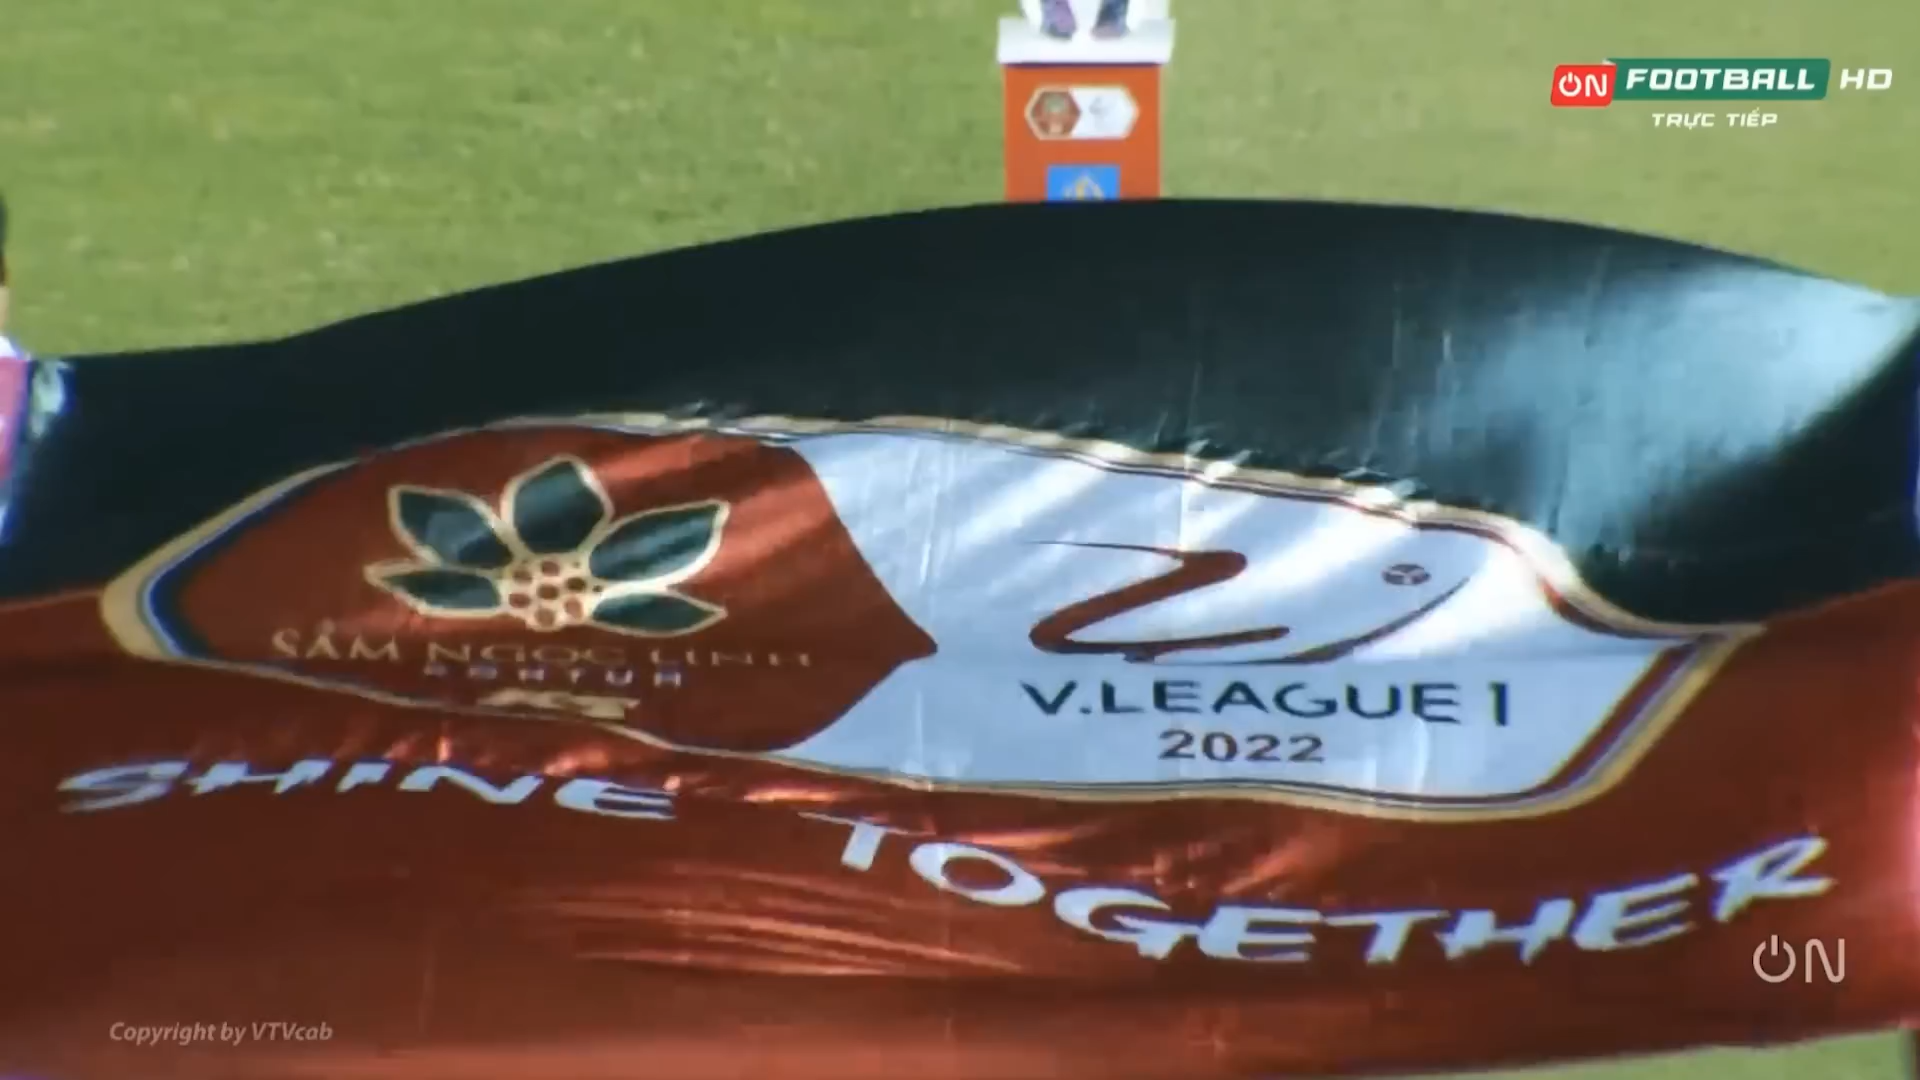 ON FOOTBALL HD
TRỰC TIẾP
SÂM NGỌC LINH
V.LEAGUE 1
2022
SHINE TOGETHER
ON
Copyright by VTVcab